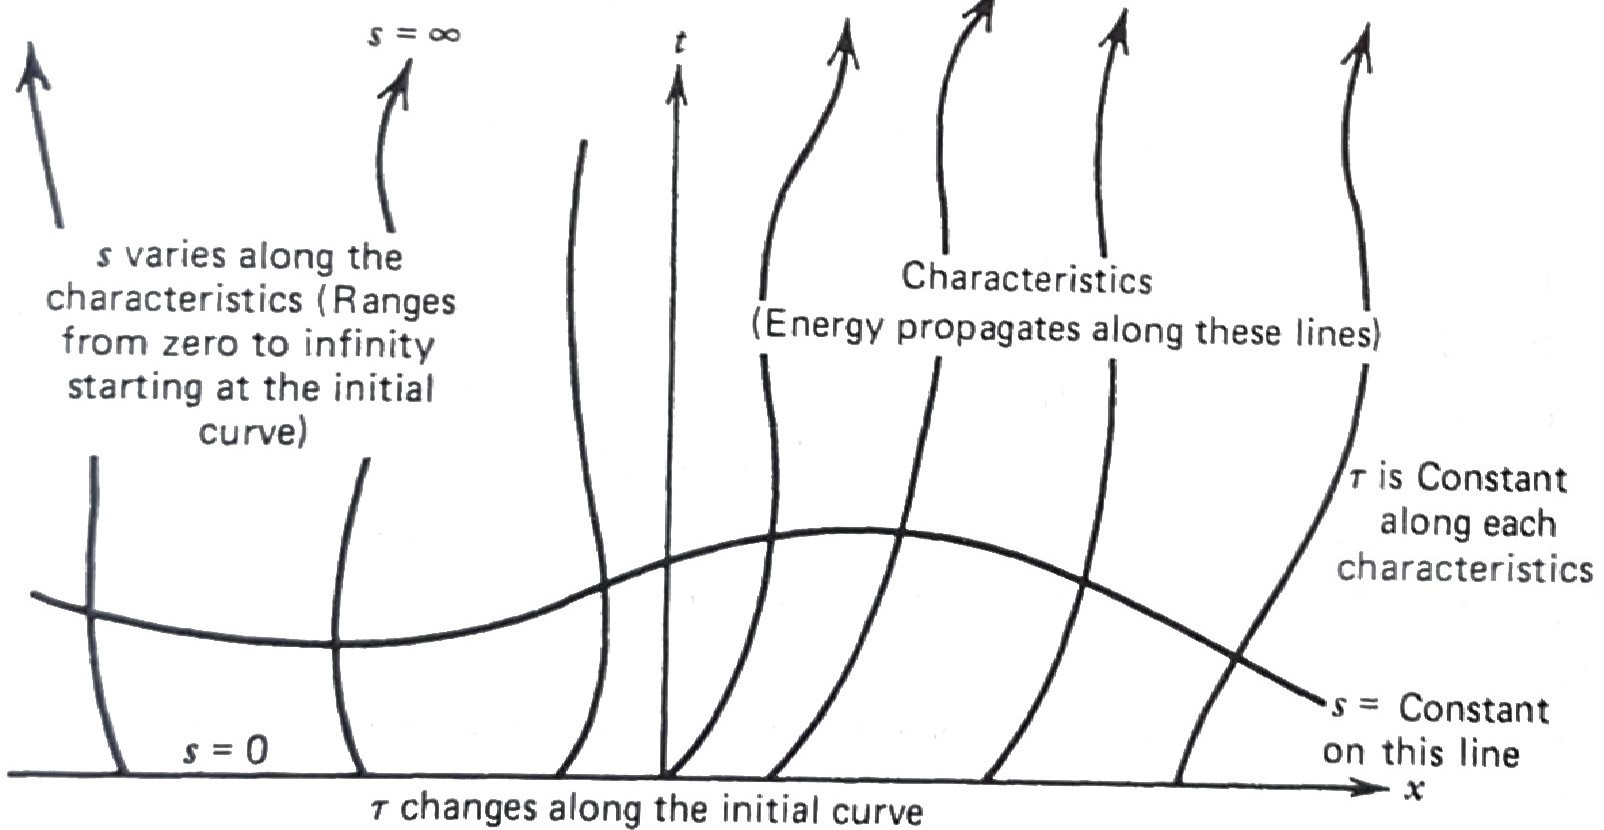 s = ∞
t
s varies along the
characteristics (Ranges
from zero to infinity
starting at the initial
curve)
Characteristics
(Energy propagates along these lines)
τ is Constant
along each
characteristics
s = Constant
on this line
s = 0
x
τ changes along the initial curve